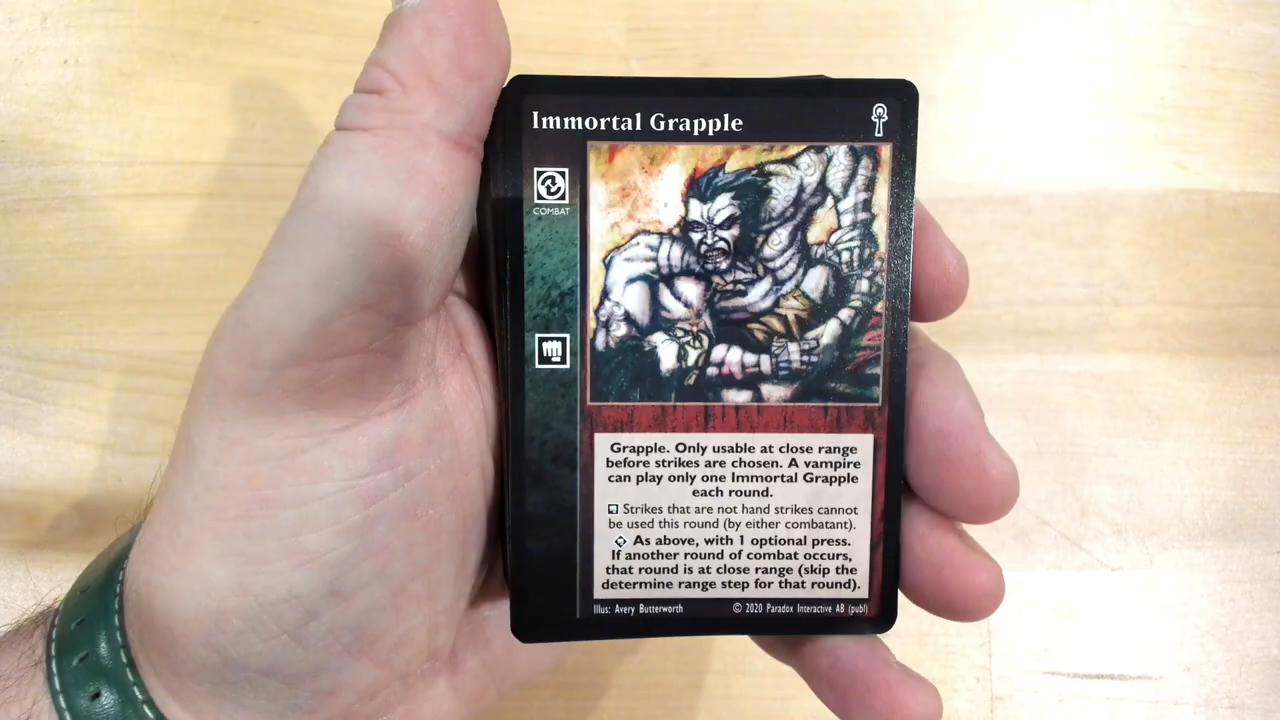 Immortal Grapple
COMBAT
Grapple. Only usable at close range
before strikes are chosen. A vampire
can play only one Immortal Grapple
each round.
Strikes that are not hand strikes cannot
be used this round (by either combatant).
As above, with 1 optional press.
If another round of combat occurs,
that round is at close range (skip the
determine range step for that round).
Illus: Avery Butterworth © 2020 Paradox Interactive AB (publ)